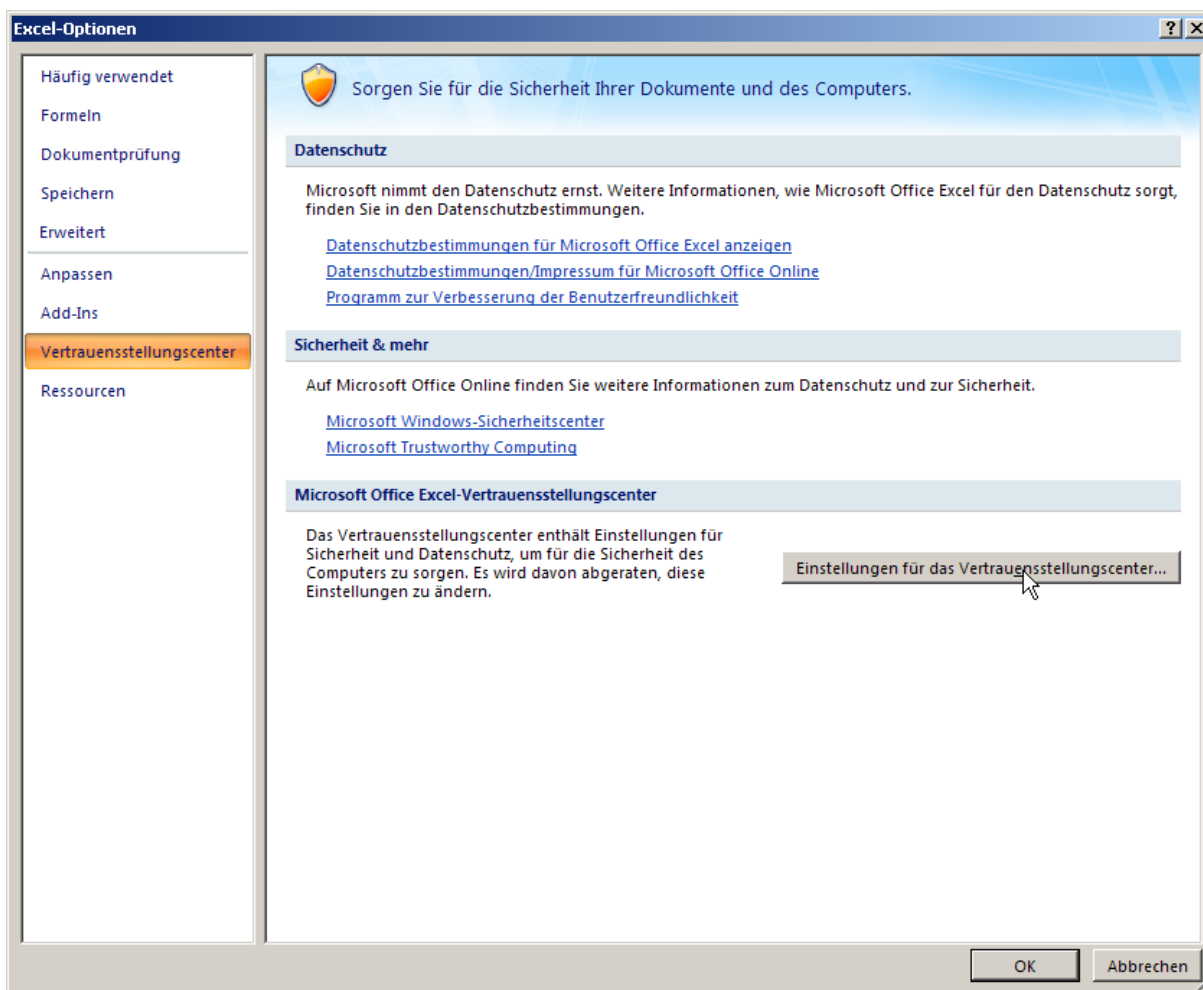 Excel-Optionen
Häufig verwendet
Formeln
Dokumentprüfung
Speichern
Erweitert
Anpassen
Add-Ins
Vertrauensstellungscenter
Ressourcen
Sorgen Sie für die Sicherheit Ihrer Dokumente und des Computers.
Datenschutz
Microsoft nimmt den Datenschutz ernst. Weitere Informationen, wie Microsoft Office Excel für den Datenschutz sorgt,
finden Sie in den Datenschutzbestimmungen.
Datenschutzbestimmungen für Microsoft Office Excel anzeigen
Datenschutzbestimmungen/Impressum für Microsoft Office Online
Programm zur Verbesserung der Benutzerfreundlichkeit
Sicherheit & mehr
Auf Microsoft Office Online finden Sie weitere Informationen zum Datenschutz und zur Sicherheit.
Microsoft Windows-Sicherheitscenter
Microsoft Trustworthy Computing
Microsoft Office Excel-Vertrauensstellungscenter
Das Vertrauensstellungscenter enthält Einstellungen für
Sicherheit und Datenschutz, um für die Sicherheit des
Computers zu sorgen. Es wird davon abgeraten, diese
Einstellungen zu ändern.
Einstellungen für das Vertrauensstellungscenter...
OK
Abbrechen